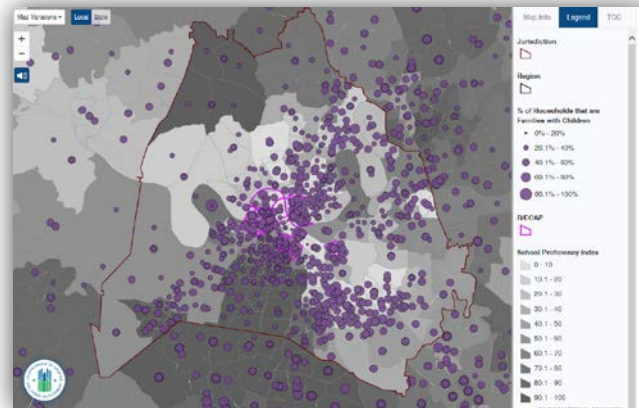 Map Variations
Local
State
Map Info
Legend
TOC
+
−
Jurisdiction
Region
% of Households that are
Families with Children
0% - 20%
20.1% - 40%
40.1% - 60%
60.1% - 80%
80.1% - 100%
R/ECAP
School Proficiency Index
0 - 10
10.1 - 20
20.1 - 30
30.1 - 40
40.1 - 50
50.1 - 60
60.1 - 70
70.1 - 80
80.1 - 90
90.1 - 100